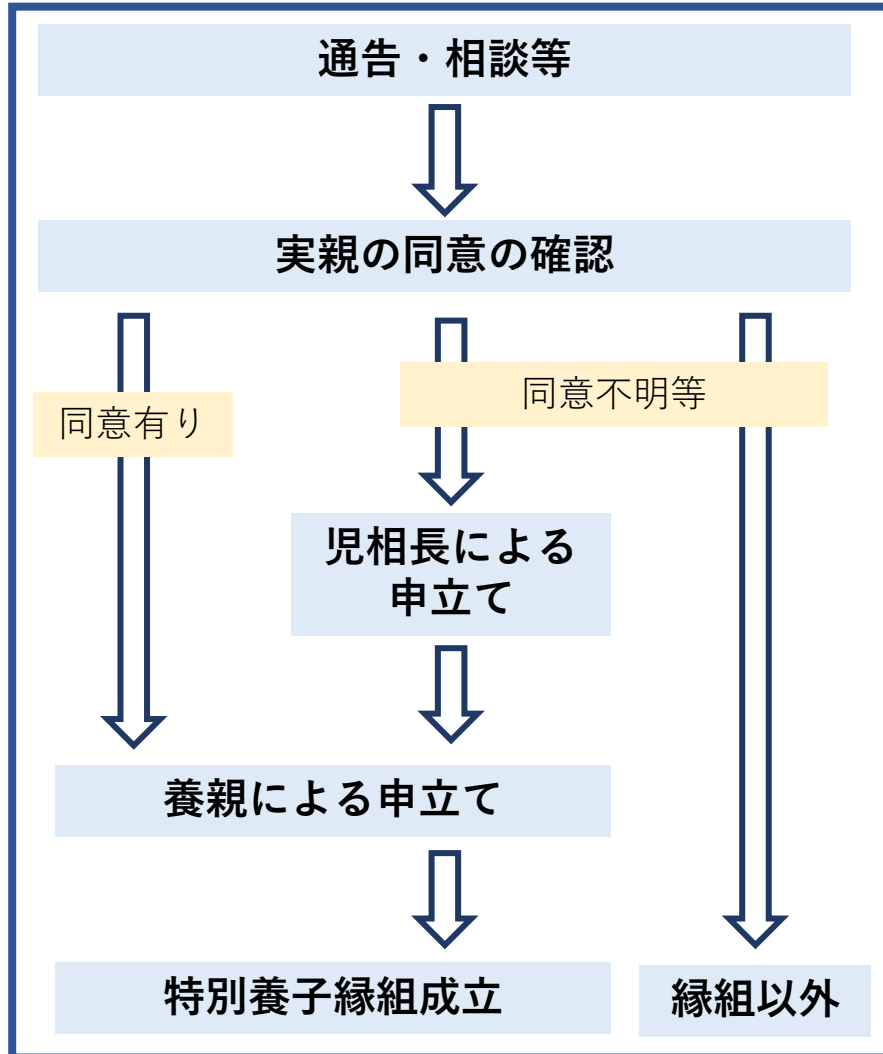 通告・相談等
実親の同意の確認
同意有り
同意不明等
児相長による
申立て
養親による申立て
特別養子縁組成立
縁組以外